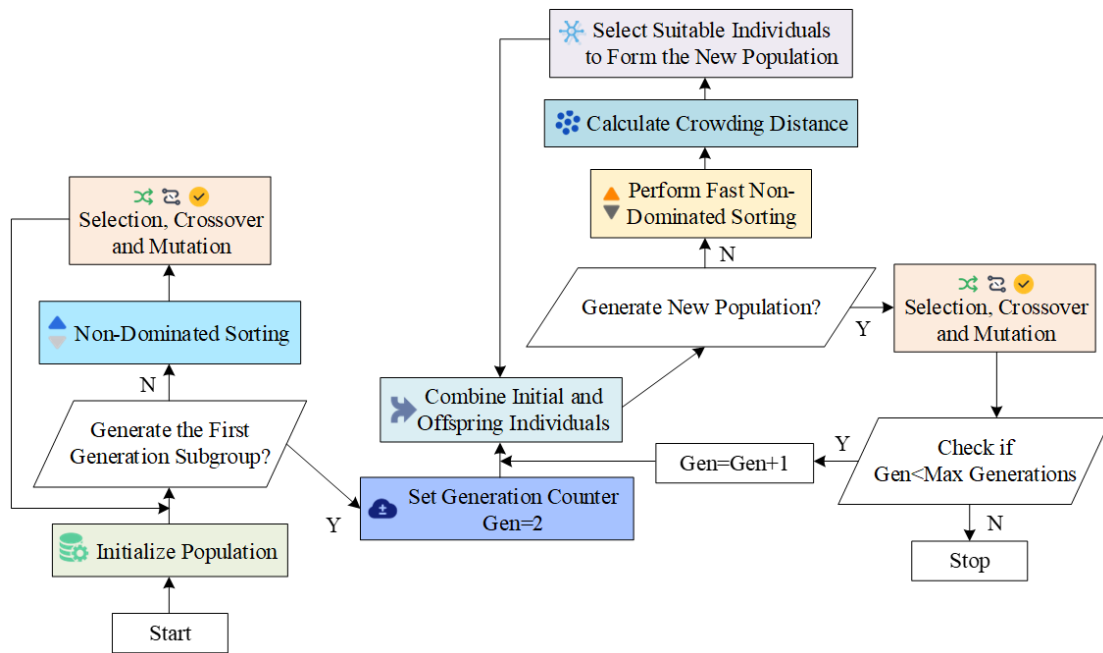 Select Suitable Individuals
to Form the New Population
Calculate Crowding Distance
Perform Fast Non-
Dominated Sorting
N
Generate New Population?
Y
Selection, Crossover
and Mutation
Selection, Crossover
and Mutation
Non-Dominated Sorting
N
Generate the First
Generation Subgroup?
Y
Initialize Population
Start
Combine Initial and
Offspring Individuals
Set Generation Counter
Gen=2
Gen=Gen+1
Y
Check if
Gen<Max Generations
N
Stop